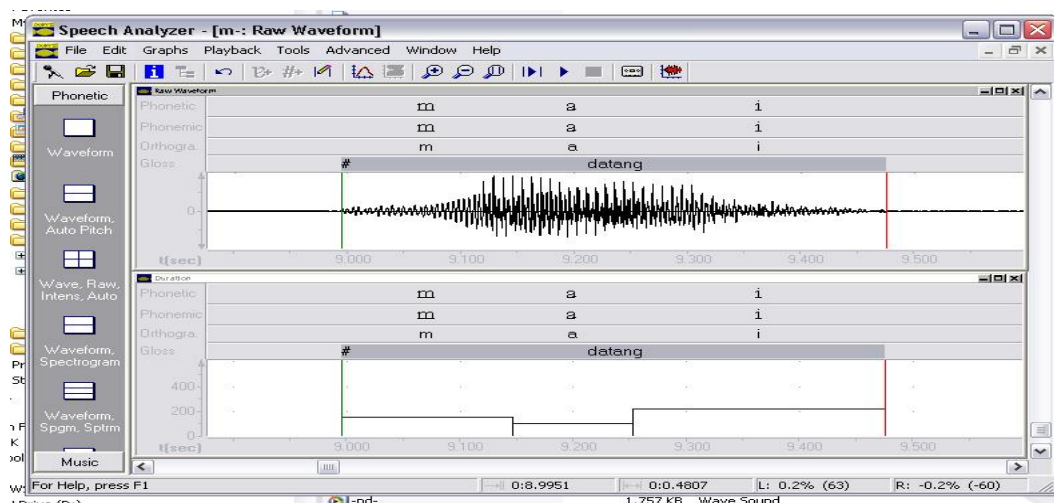 Speech Analyzer - [m-: Raw Waveform]
File Edit Graphs Playback Tools Advanced Window Help
Phonetic
Waveform
Waveform,
Auto Pitch
Wave, Raw,
Intens, Auto
Waveform,
Spectrogram
Waveform,
Spgm, Sptrm
Music
Raw Waveform
Phonetic m a i
Phonemic m a i
Orthogra. m a i
Gloss # datang
0
t(sec) 9.000 9.100 9.200 9.300 9.400 9.500
Duration
Phonetic m a i
Phonemic m a i
Orthogra. m a i
Gloss # datang
400
200
0
t(sec) 9.000 9.100 9.200 9.300 9.400 9.500
For Help, press F1 0:8.9951 0:0.4807 L: 0.2% (63) R: -0.2% (-60)
-nd- 1.757 KB Wave Sound